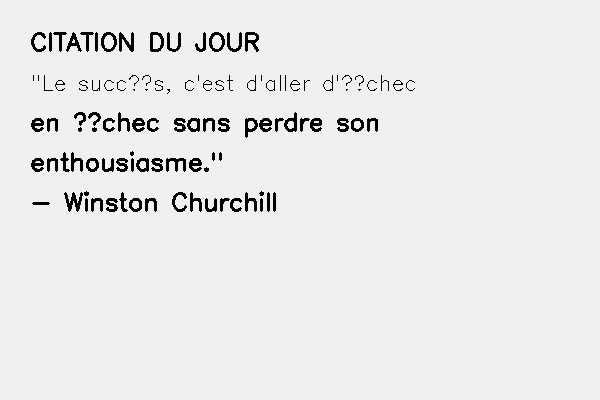 CITATION DU JOUR
"Le succ??s, c'est d'aller d'??chec
en ??chec sans perdre son
enthousiasme."
— Winston Churchill